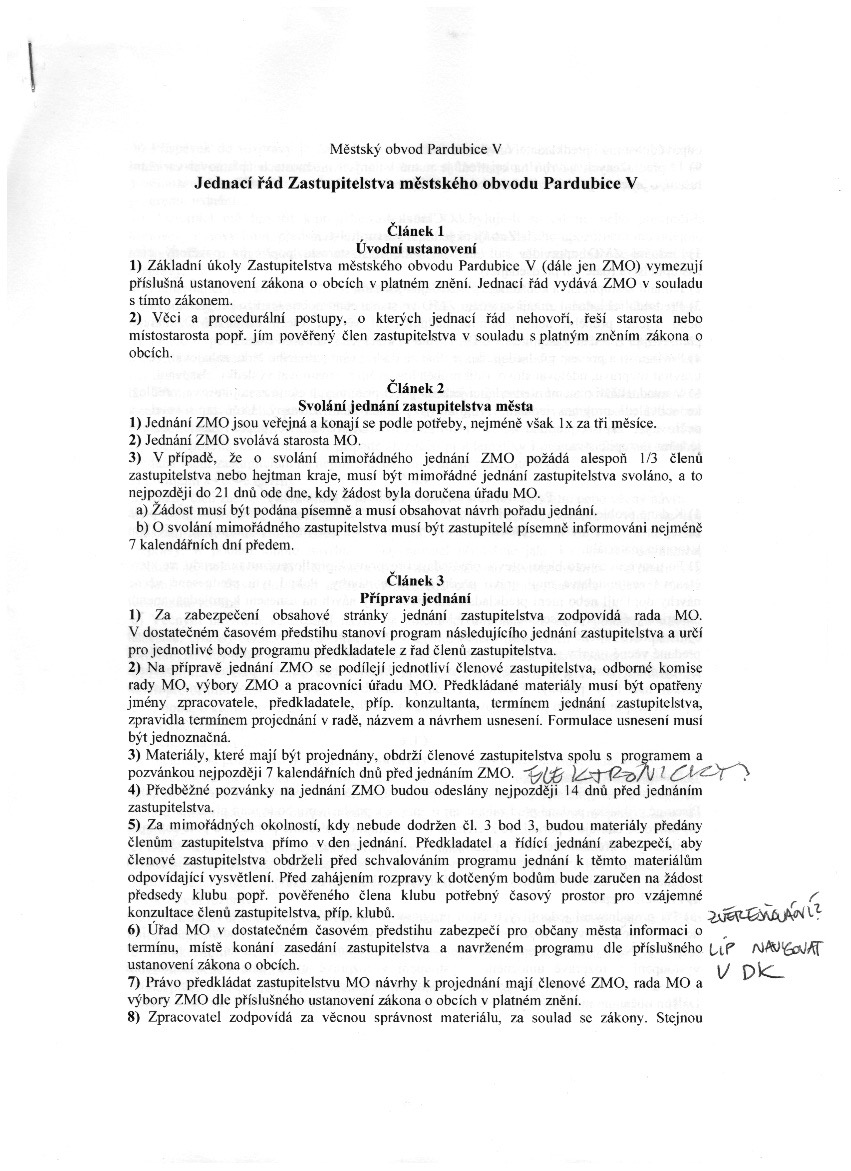 Městský obvod Pardubice V
Jednací řád Zastupitelstva městského obvodu Pardubice V
Článek 1
Úvodní ustanovení
1) Základní úkoly Zastupitelstva městského obvodu Pardubice V (dále jen ZMO) vymezují
příslušná ustanovení zákona o obcích v platném znění. Jednací řád vydává ZMO v souladu
s tímto zákonem.
2) Věci a procedurální postupy, o kterých jednací řád nehovoří, řeší starosta nebo
místostarosta popř. jím pověřený člen zastupitelstva v souladu s platným zněním zákona o
obcích.
Článek 2
Svolání jednání zastupitelstva města
1) Jednání ZMO jsou veřejná a konají se podle potřeby, nejméně však 1x za tři měsíce.
2) Jednání ZMO svolává starosta MO.
3) V případě, že o svolání mimořádného jednání ZMO požádá alespoň 1/3 členů
zastupitelstva nebo hejtman kraje, musí být mimořádné jednání zastupitelstva svoláno, a to
nejpozději do 21 dnů ode dne, kdy žádost byla doručena úřadu MO.
a) Žádost musí být podána písemně a musí obsahovat návrh pořadu jednání.
b) O svolání mimořádného zastupitelstva musí být zastupitelé písemně informováni nejméně
7 kalendářních dní předem.
Článek 3
Příprava jednání
1) Za zabezpečení obsahové stránky jednání zastupitelstva zodpovídá rada MO.
V dostatečném časovém předstihu stanoví program následujícího jednání zastupitelstva a určí
pro jednotlivé body programu předkladatele z řad členů zastupitelstva.
2) Na přípravě jednání ZMO se podílejí jednotliví členové zastupitelstva, odborné komise
rady MO, výbory ZMO a pracovníci úřadu MO. Předkládané materiály musí být opatřeny
jmény zpracovatele, předkladatele, příp. konzultanta, termínem jednání zastupitelstva,
zpravidla termínem projednání v radě, názvem a návrhem usnesení. Formulace usnesení musí
být jednoznačná.
3) Materiály, které mají být projednány, obdrží členové zastupitelstva spolu s programem a
pozvánkou nejpozději 7 kalendářních dnů před jednáním ZMO. ELEKTRONICKY?
4) Předběžné pozvánky na jednání ZMO budou odeslány nejpozději 14 dnů před jednáním
zastupitelstva.
5) Za mimořádných okolností, kdy nebude dodržen čl. 3 bod 3, budou materiály předány
členům zastupitelstva přímo v den jednání. Předkladatel a řídící jednání zabezpečí, aby
členové zastupitelstva obdrželi před schvalováním programu jednání k těmto materiálům
odpovídající vysvětlení. Před zahájením rozpravy k dotčeným bodům bude zaručen na žádost
předsedy klubu popř. pověřeného člena klubu potřebný časový prostor pro vzájemné
konzultace členů zastupitelstva, příp. klubů.
6) Úřad MO v dostatečném časovém předstihu zabezpečí pro občany města informaci o
termínu, místě konání zasedání zastupitelstva a navrženém programu dle příslušného
ustanovení zákona o obcích.
ZVEREJŇOVÁNÍ?
LÍP NAVIGOVAT
V DK
7) Právo předkládat zastupitelstvu MO návrhy k projednání mají členové ZMO, rada MO a
výbory ZMO dle příslušného ustanovení zákona o obcích v platném znění.
8) Zpracovatel zodpovídá za věcnou správnost materiálu, za soulad se zákony. Stejnou